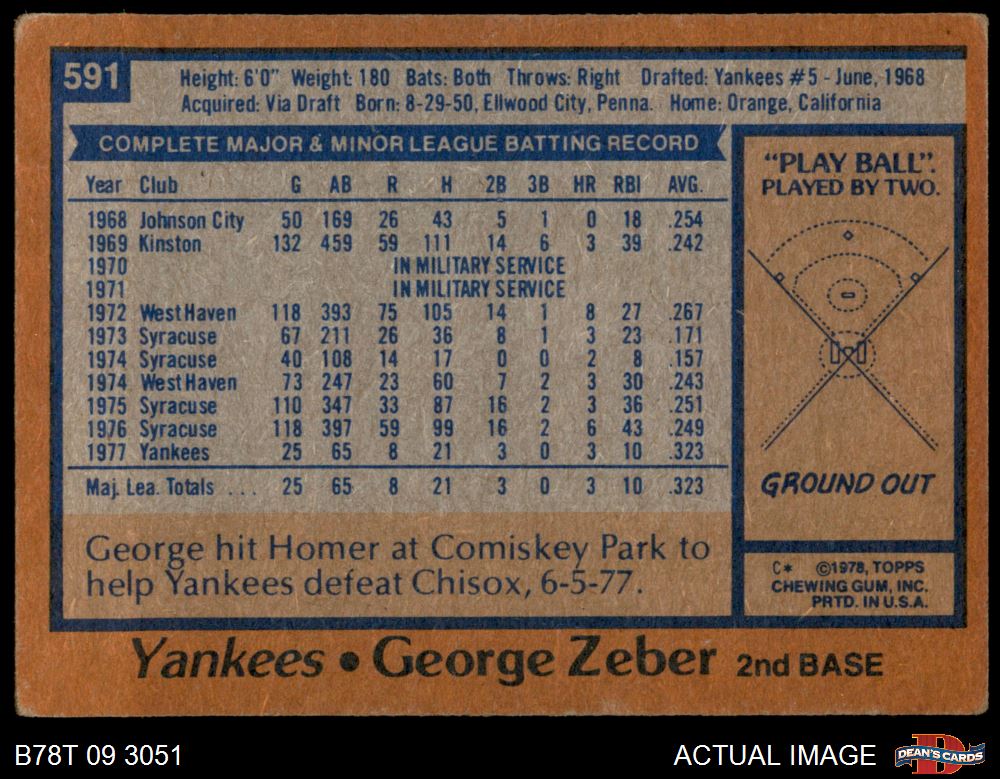 591
Height: 6'0" Weight: 180 Bats: Both Throws: Right Drafted: Yankees #5 - June, 1968
Acquired: Via Draft Born: 8-29-50, Ellwood City, Penna. Home: Orange, California
COMPLETE MAJOR & MINOR LEAGUE BATTING RECORD
Year Club G AB R H 2B 3B HR RBI AVG.
1968 Johnson City 50 169 26 43 5 1 0 18 .254
1969 Kinston 132 459 59 111 14 6 3 39 .242
1970 IN MILITARY SERVICE
1971 IN MILITARY SERVICE
1972 West Haven 118 393 75 105 14 1 8 27 .267
1973 Syracuse 67 211 26 36 8 1 3 23 .171
1974 Syracuse 40 108 14 17 0 0 2 8 .157
1974 West Haven 73 247 23 60 7 2 3 30 .243
1975 Syracuse 110 347 33 87 16 2 3 36 .251
1976 Syracuse 118 397 59 99 16 2 6 43 .249
1977 Yankees 25 65 8 21 3 0 3 10 .323
Maj. Lea. Totals ... 25 65 8 21 3 0 3 10 .323
George hit Homer at Comiskey Park to
help Yankees defeat Chisox, 6-5-77.
"PLAY BALL".
PLAYED BY TWO.
GROUND OUT
C* ©1978, TOPPS
CHEWING GUM, INC.
PRTD. IN U.S.A.
Yankees • George Zeber 2nd BASE
B78T 09 3051
ACTUAL IMAGE
DEAN'S CARDS